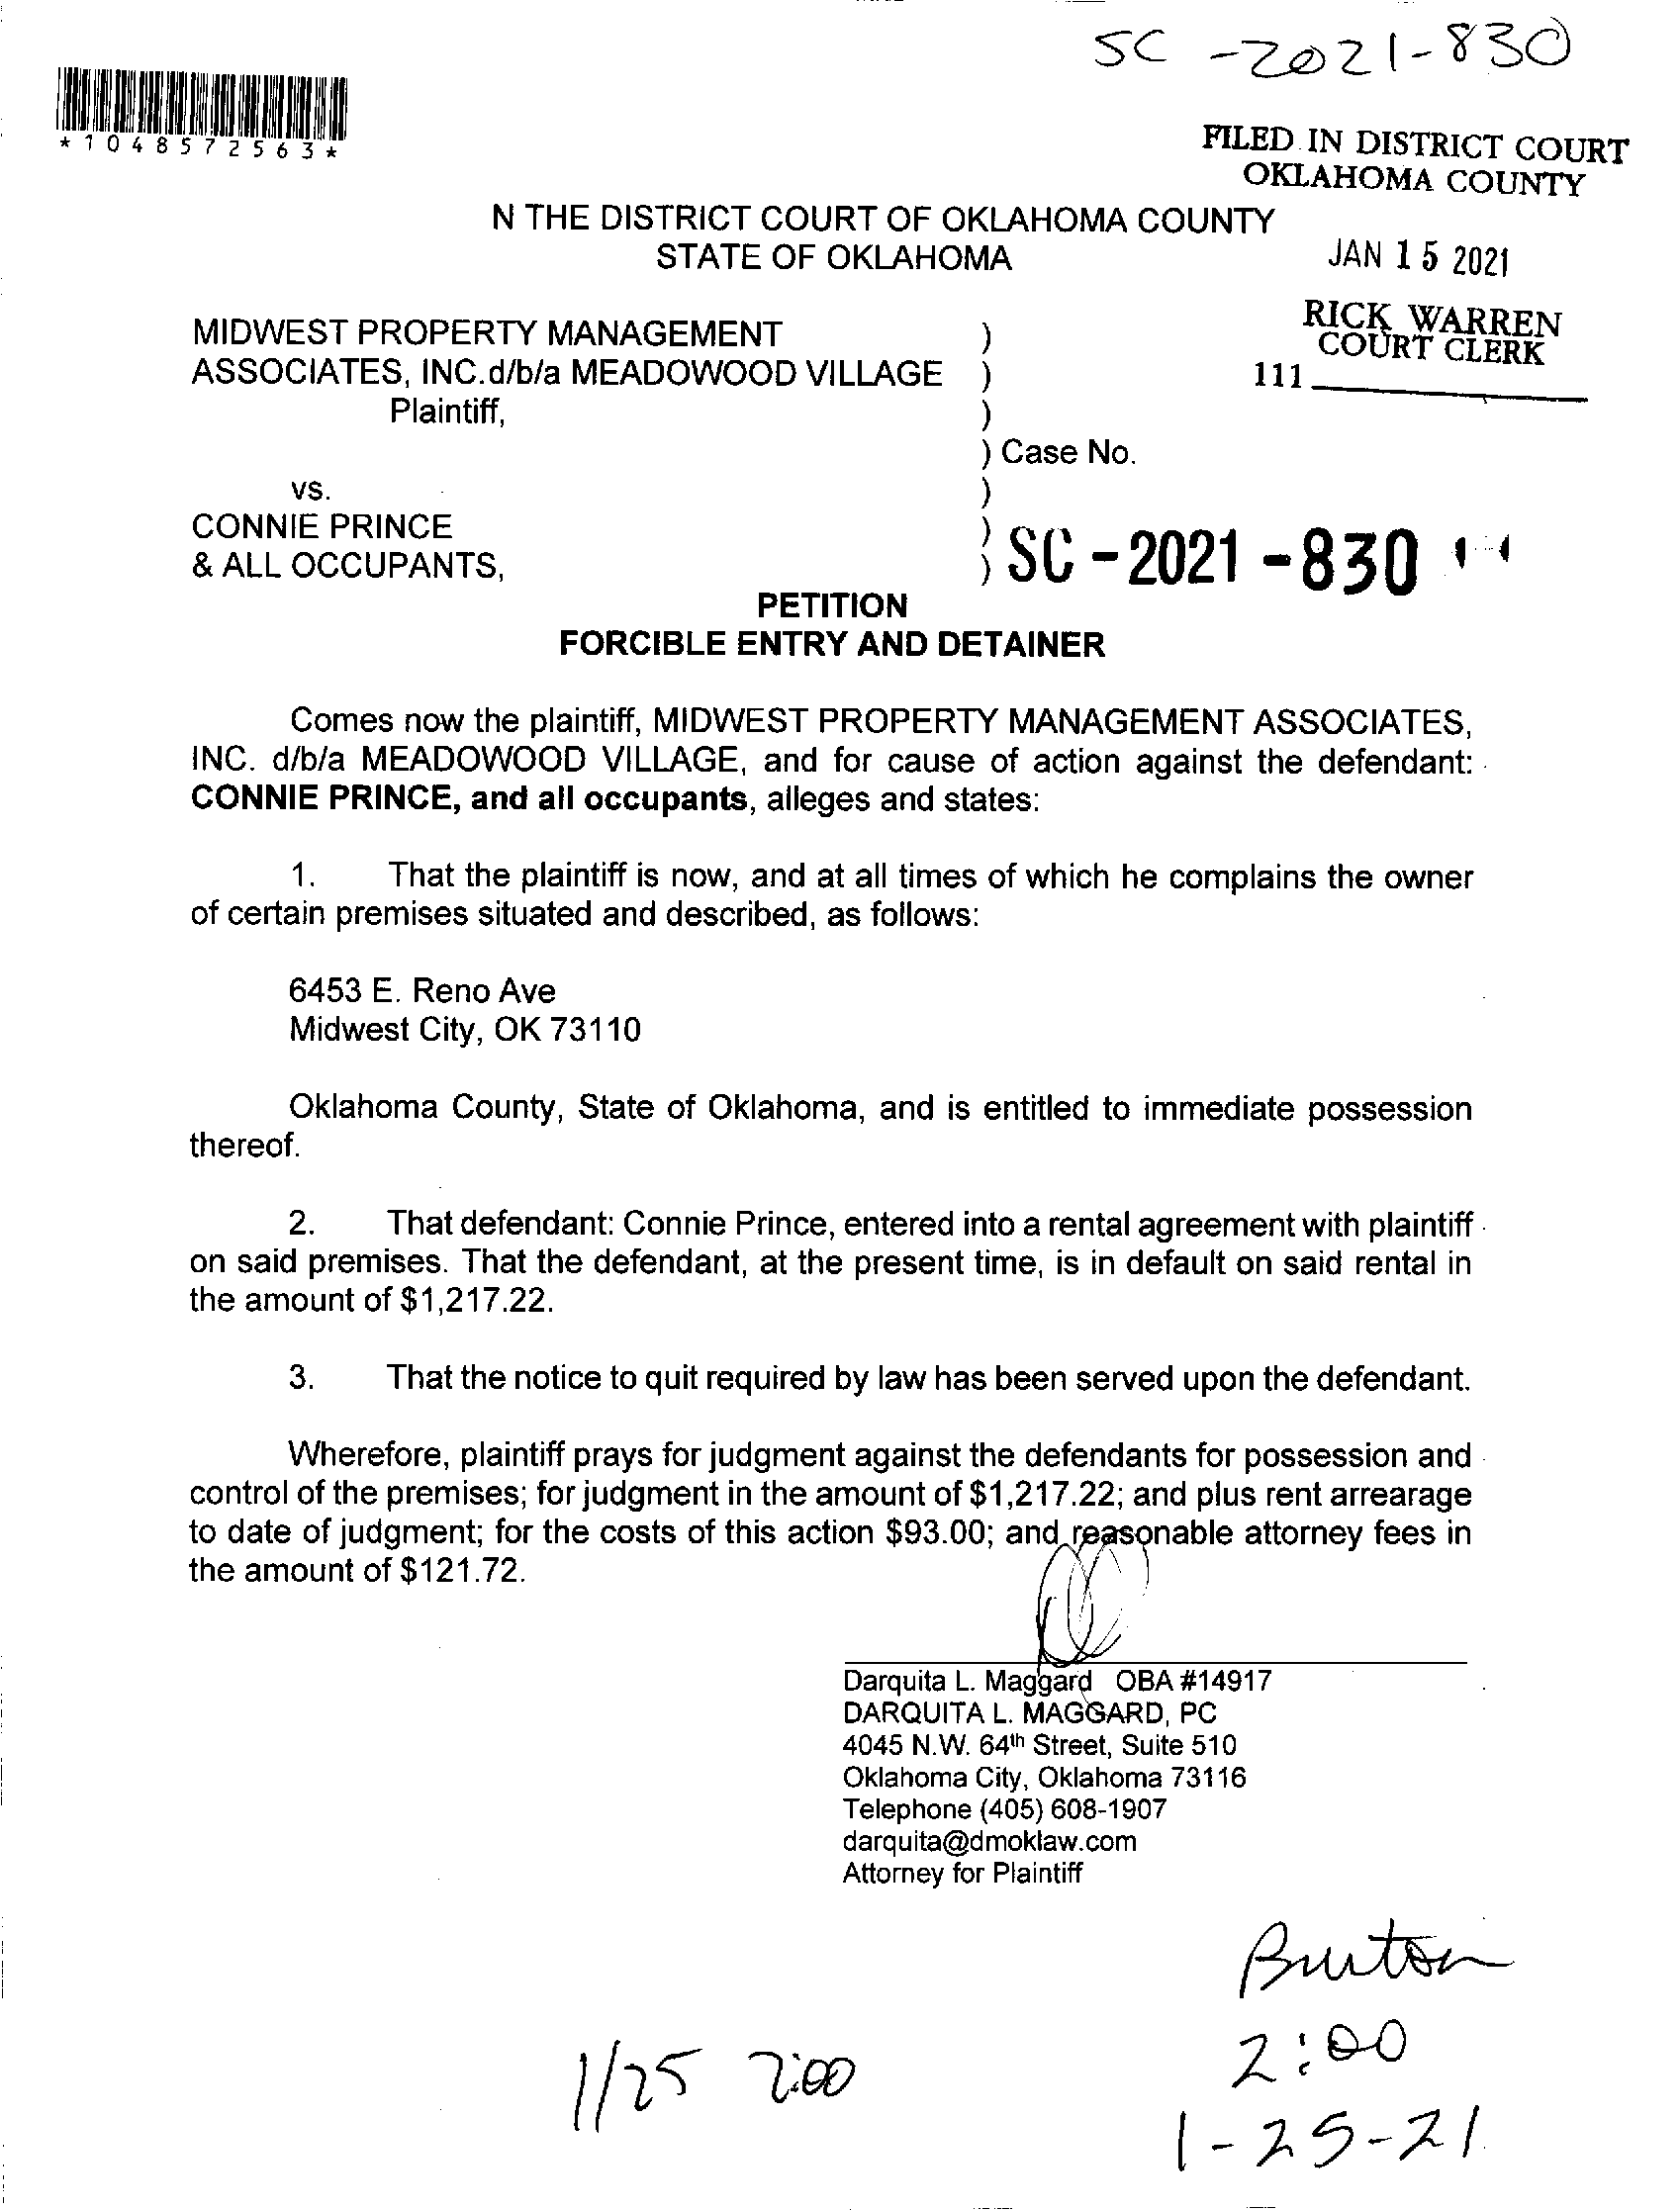 SC -2021-830
*1048572563*
FILED IN DISTRICT COURT
OKLAHOMA COUNTY
N THE DISTRICT COURT OF OKLAHOMA COUNTY
STATE OF OKLAHOMA
JAN 15 2021
RICK WARREN
COURT CLERK
111
MIDWEST PROPERTY MANAGEMENT )
ASSOCIATES, INC.d/b/a MEADOWOOD VILLAGE )
Plaintiff, )
) Case No.
vs. )
CONNIE PRINCE )
& ALL OCCUPANTS, ) SC-2021-830
PETITION
FORCIBLE ENTRY AND DETAINER
Comes now the plaintiff, MIDWEST PROPERTY MANAGEMENT ASSOCIATES,
INC. d/b/a MEADOWOOD VILLAGE, and for cause of action against the defendant:
CONNIE PRINCE, and all occupants, alleges and states:
1. That the plaintiff is now, and at all times of which he complains the owner
of certain premises situated and described, as follows:
6453 E. Reno Ave
Midwest City, OK 73110
Oklahoma County, State of Oklahoma, and is entitled to immediate possession
thereof.
2. That defendant: Connie Prince, entered into a rental agreement with plaintiff
on said premises. That the defendant, at the present time, is in default on said rental in
the amount of $1,217.22.
3. That the notice to quit required by law has been served upon the defendant.
Wherefore, plaintiff prays for judgment against the defendants for possession and
control of the premises; for judgment in the amount of $1,217.22; and plus rent arrearage
to date of judgment; for the costs of this action $93.00; and reasonable attorney fees in
the amount of $121.72.
Darquita L. Maggard OBA #14917
DARQUITA L. MAGGARD, PC
4045 N.W. 64th Street, Suite 510
Oklahoma City, Oklahoma 73116
Telephone (405) 608-1907
darquita@dmoklaw.com
Attorney for Plaintiff
Burton
2:00
1/25 2:00
1-25-21